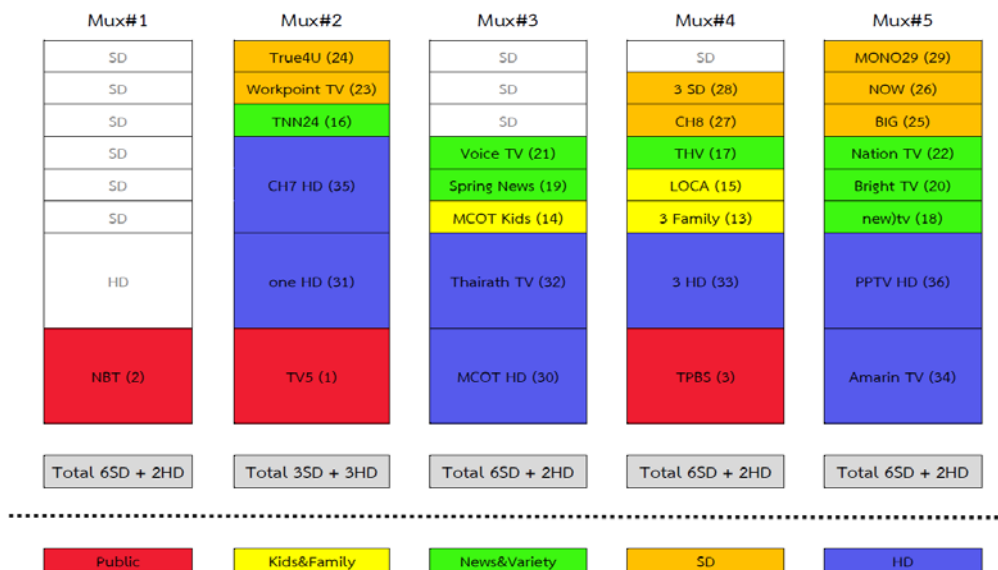 Mux#1 Mux#2 Mux#3 Mux#4 Mux#5
SD True4U (24) SD SD MONO29 (29)
SD Workpoint TV (23) SD 3 SD (28) NOW (26)
SD TNN24 (16) SD CH8 (27) BIG (25)
SD Voice TV (21) THV (17) Nation TV (22)
SD CH7 HD (35) Spring News (19) LOCA (15) Bright TV (20)
SD MCOT Kids (14) 3 Family (13) new)tv (18)
HD one HD (31) Thairath TV (32) 3 HD (33) PPTV HD (36)
NBT (2) TV5 (1) MCOT HD (30) TPBS (3) Amarin TV (34)
Total 6SD + 2HD Total 3SD + 3HD Total 6SD + 2HD Total 6SD + 2HD Total 6SD + 2HD
Public Kids&Family News&Variety SD HD